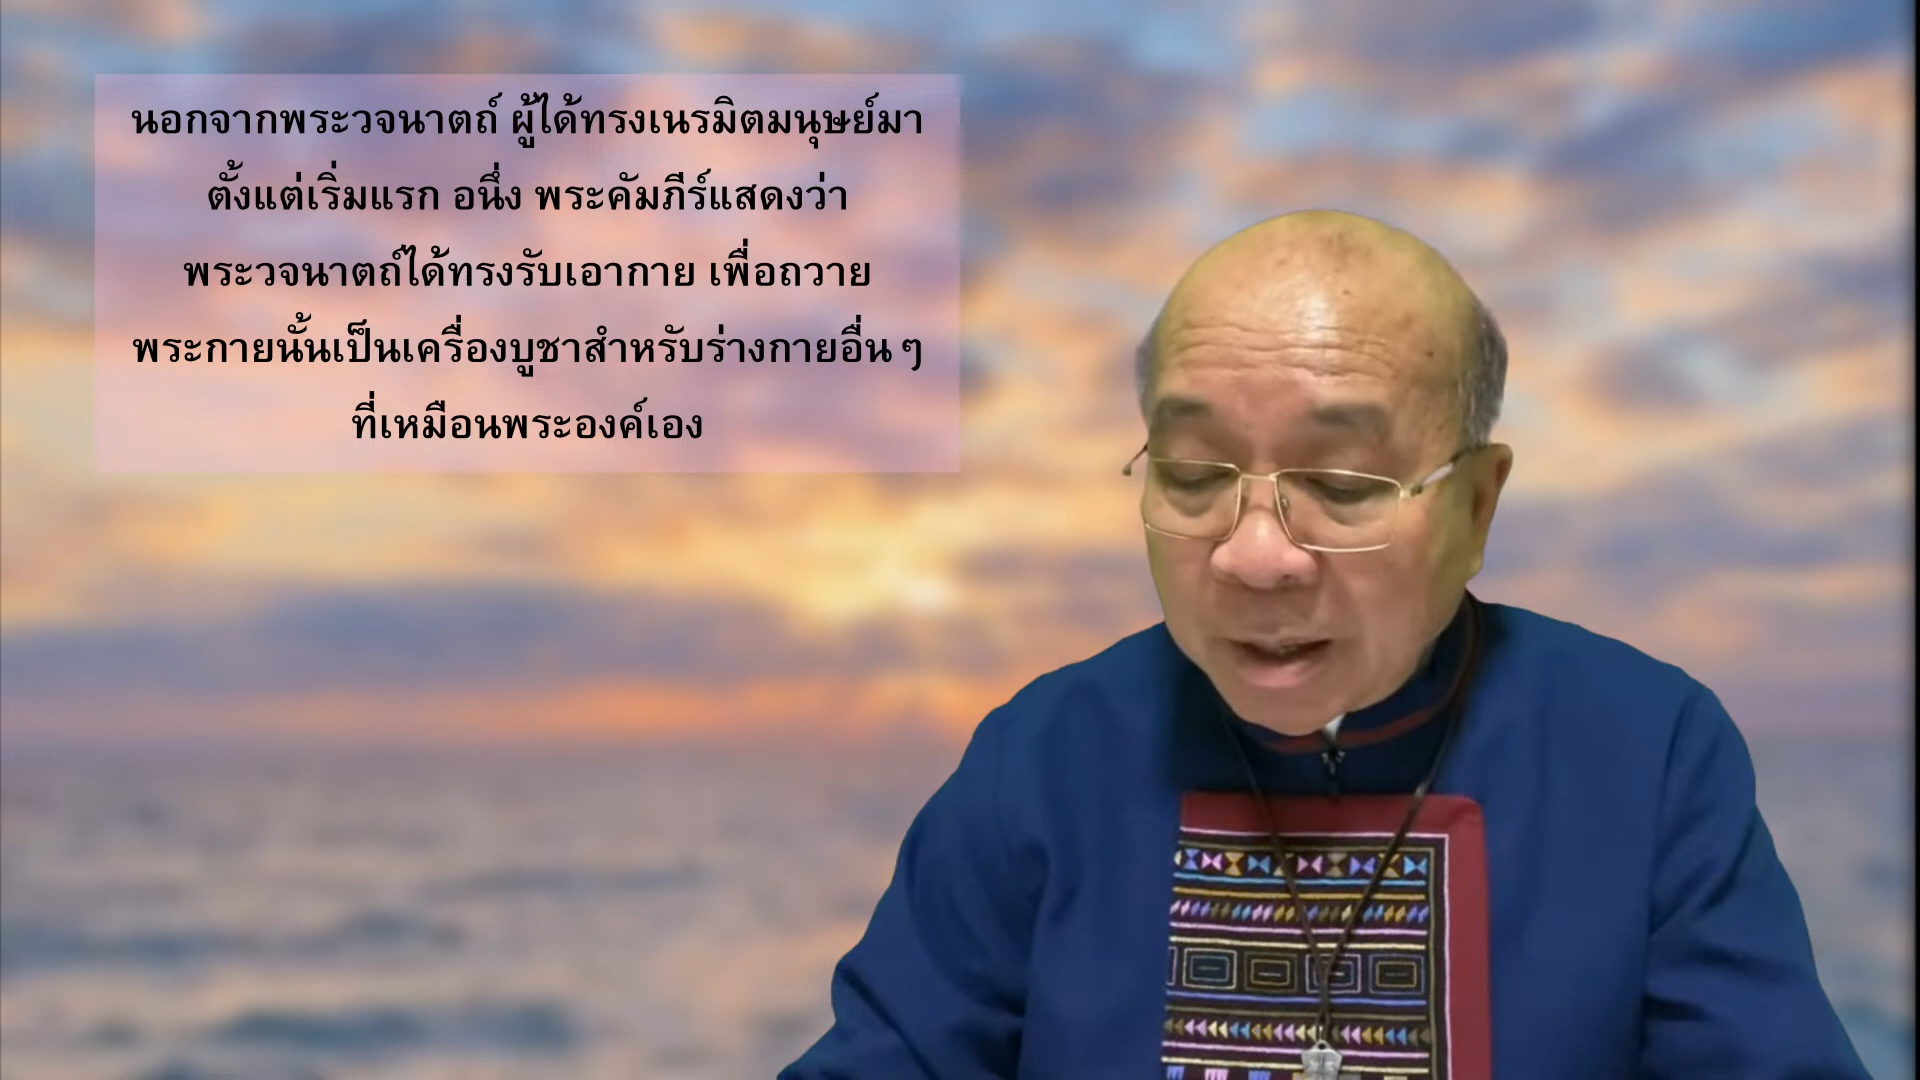 นอกจากพระวจนาตถ์ ผู้ได้ทรงเนรมิตมนุษย์มา
ตั้งแต่เริ่มแรก อนึ่ง พระคัมภีร์แสดงว่า
พระวจนาตถ์ได้ทรงรับเอากาย เพื่อถวาย
พระกายนั้นเป็นเครื่องบูชาสำหรับร่างกายอื่น ๆ
ที่เหมือนพระองค์เอง